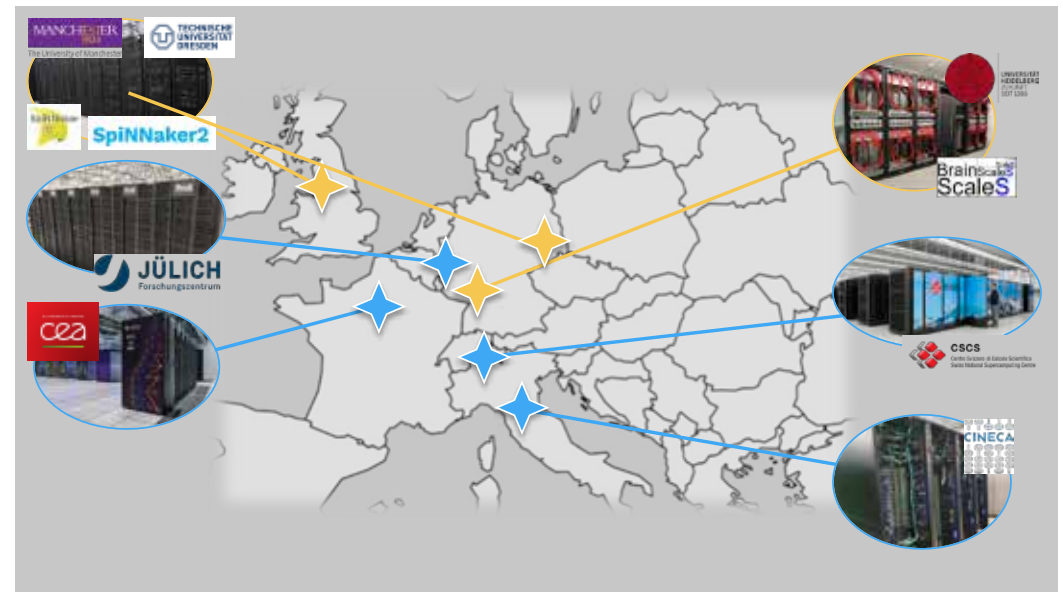 MANCHESTER
The University of Manchester
TECHNISCHE
UNIVERSITÄT
DRESDEN
SpiNNaker2
JÜLICH
Forschungszentrum
cea
UNIVERSITÄT
HEIDELBERG
ZUKUNFT
SEIT 1386
BrainScaleS
ScaleS
CSCS
Centro Svizzero di Calcolo Scientifico
Swiss National Supercomputing Centre
CINECA